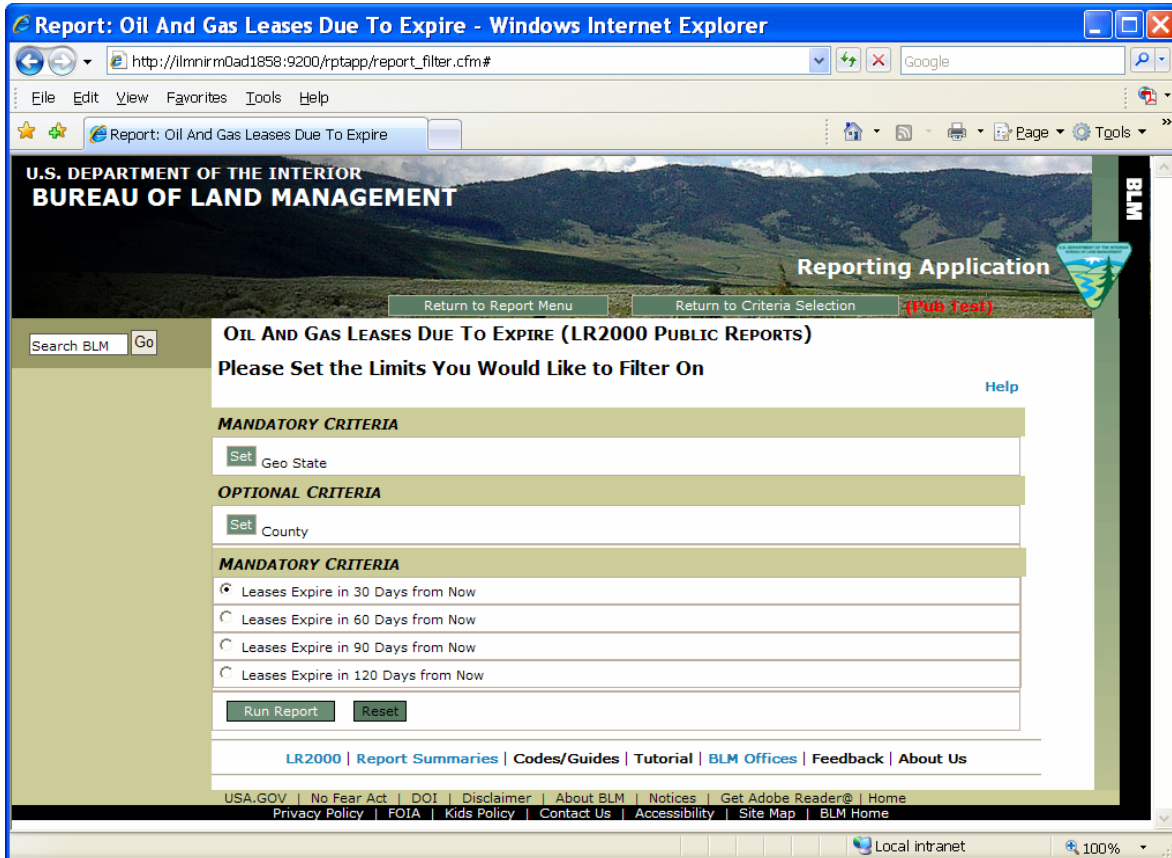 Report: Oil And Gas Leases Due To Expire - Windows Internet Explorer
http://ilmnirm0ad1858:9200/rptapp/report_filter.cfm#
Google
File Edit View Favorites Tools Help
Report: Oil And Gas Leases Due To Expire
Page Tools »
U.S. DEPARTMENT OF THE INTERIOR
BUREAU OF LAND MANAGEMENT
BLM
Reporting Application
Return to Report Menu Return to Criteria Selection (Pub Test)
Search BLM Go
OIL AND GAS LEASES DUE TO EXPIRE (LR2000 PUBLIC REPORTS)
Please Set the Limits You Would Like to Filter On
Help
MANDATORY CRITERIA
Set Geo State
OPTIONAL CRITERIA
Set County
MANDATORY CRITERIA
Leases Expire in 30 Days from Now
Leases Expire in 60 Days from Now
Leases Expire in 90 Days from Now
Leases Expire in 120 Days from Now
Run Report Reset
LR2000 | Report Summaries | Codes/Guides | Tutorial | BLM Offices | Feedback | About Us
USA.GOV | No Fear Act | DOI | Disclaimer | About BLM | Notices | Get Adobe Reader@ | Home
Privacy Policy | FOIA | Kids Policy | Contact Us | Accessibility | Site Map | BLM Home
Local intranet 100%